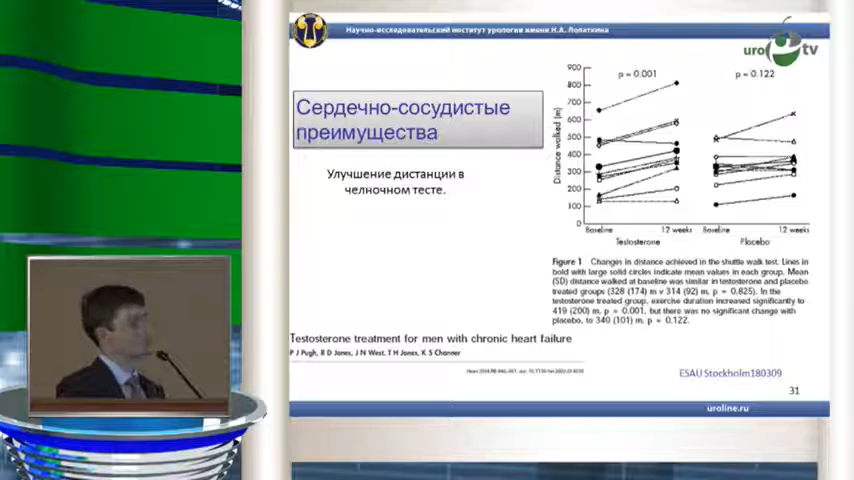 Научно-исследовательский институт урологии имени Н.А. Лопаткина
uro tv
Сердечно-сосудистые
преимущества
Улучшение дистанции в
челночном тесте.
900
800
700
600
500
400
300
200
100
0
Distance walked (m)
p = 0.001
p = 0.122
Baseline
12 weeks
Baseline
12 weeks
Testosterone
Placebo
Figure 1 Changes in distance achieved in the shuttle walk test. Lines in
bold with large solid circles indicate mean values in each group. Mean
(SD) distance walked at baseline was similar in testosterone and placebo
treated groups (328 (174) m v 314 (92) m, p = 0.825). In the
testosterone treated group, exercise duration increased significantly to
419 (200) m, p = 0.001, but there was no significant change with
placebo, to 340 (101) m, p = 0.122.
Testosterone treatment for men with chronic heart failure
P J Pugh, R D Jones, J N West, T H Jones, K S Channer
ESAU Stockholm180309
31
uroline.ru